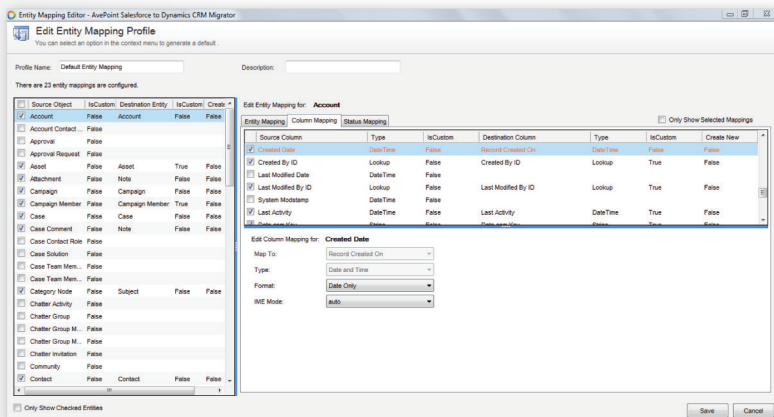 Entity Mapping Editor - AvePoint Salesforce to Dynamics CRM Migrator
Edit Entity Mapping Profile
You can select an option in the context menu to generate a default .
Profile Name: Default Entity Mapping Description:
There are 23 entity mappings are configured.
Source Object IsCustom Destination Entity IsCustom Create
Account False Account False False
Account Contact ... False
Approval False
Approval Request False
Asset False Asset True False
Attachment False Note False False
Campaign False Campaign False False
Campaign Member False Campaign Member True False
Case False Case False False
Case Comment False Note False False
Case Contact Role False
Case Solution False
Case Team Mem... False
Case Team Mem... False
Category Node False Subject False False
Chatter Activity False
Chatter Group False
Chatter Group M... False
Chatter Group M... False
Chatter Invitation False
Community False
Contact False Contact False False
Only Show Checked Entities
Edit Entity Mapping for: Account
Entity Mapping Column Mapping Status Mapping Only Show Selected Mappings
Source Column Type IsCustom Destination Column Type IsCustom Create New
Created Date DateTime False Record Created On DateTime False False
Created By ID Lookup False Created By ID Lookup True False
Last Modified Date DateTime False
Last Modified By ID Lookup False Last Modified By ID Lookup True False
System Modstamp DateTime False
Last Activity DateTime False Last Activity DateTime True False
Edit Column Mapping for: Created Date
Map To: Record Created On
Type: Date and Time
Format: Date Only
IME Mode: auto
Save Cancel